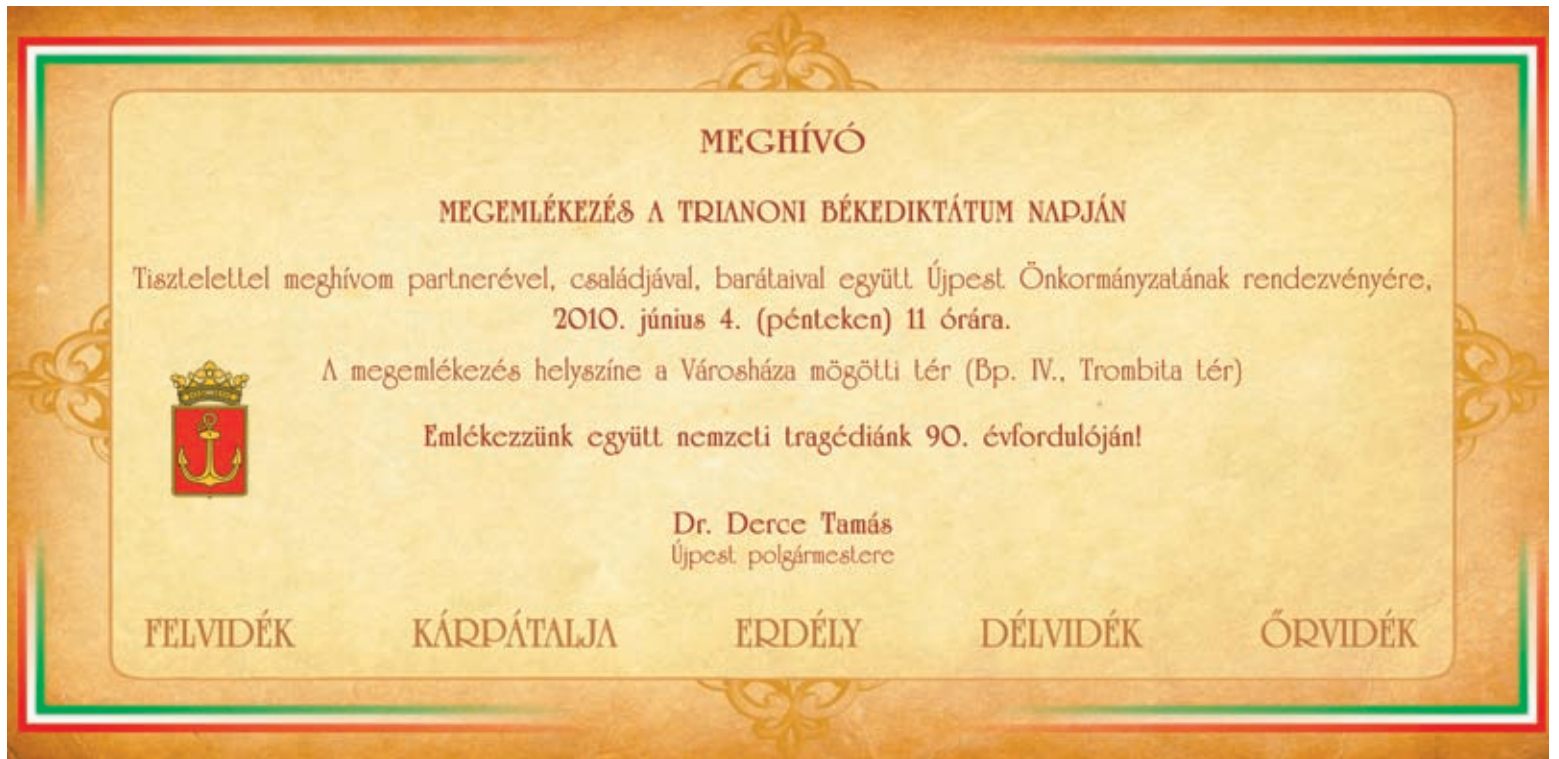 MEGHÍVÓ
MEGEMLÉKEZÉS A TRIANONI BÉKEDIKTÁTUM NAPJÁN
Tisztelettel meghívom partnerével, családjával, barátaival együtt Újpest Önkormányzatának rendezvényére,
2010. június 4. (pénteken) 11 órára.
A megemlékezés helyszíne a Városháza mögötti tér (Bp. IV., Trombita tér)
Emlékezzünk együtt nemzeti tragédiánk 90. évfordulóján!
Dr. Derce Tamás
Újpest polgármestere
FELVIDÉK KÁRPÁTALJA ERDÉLY DÉLVIDÉK ŐRVIDÉK